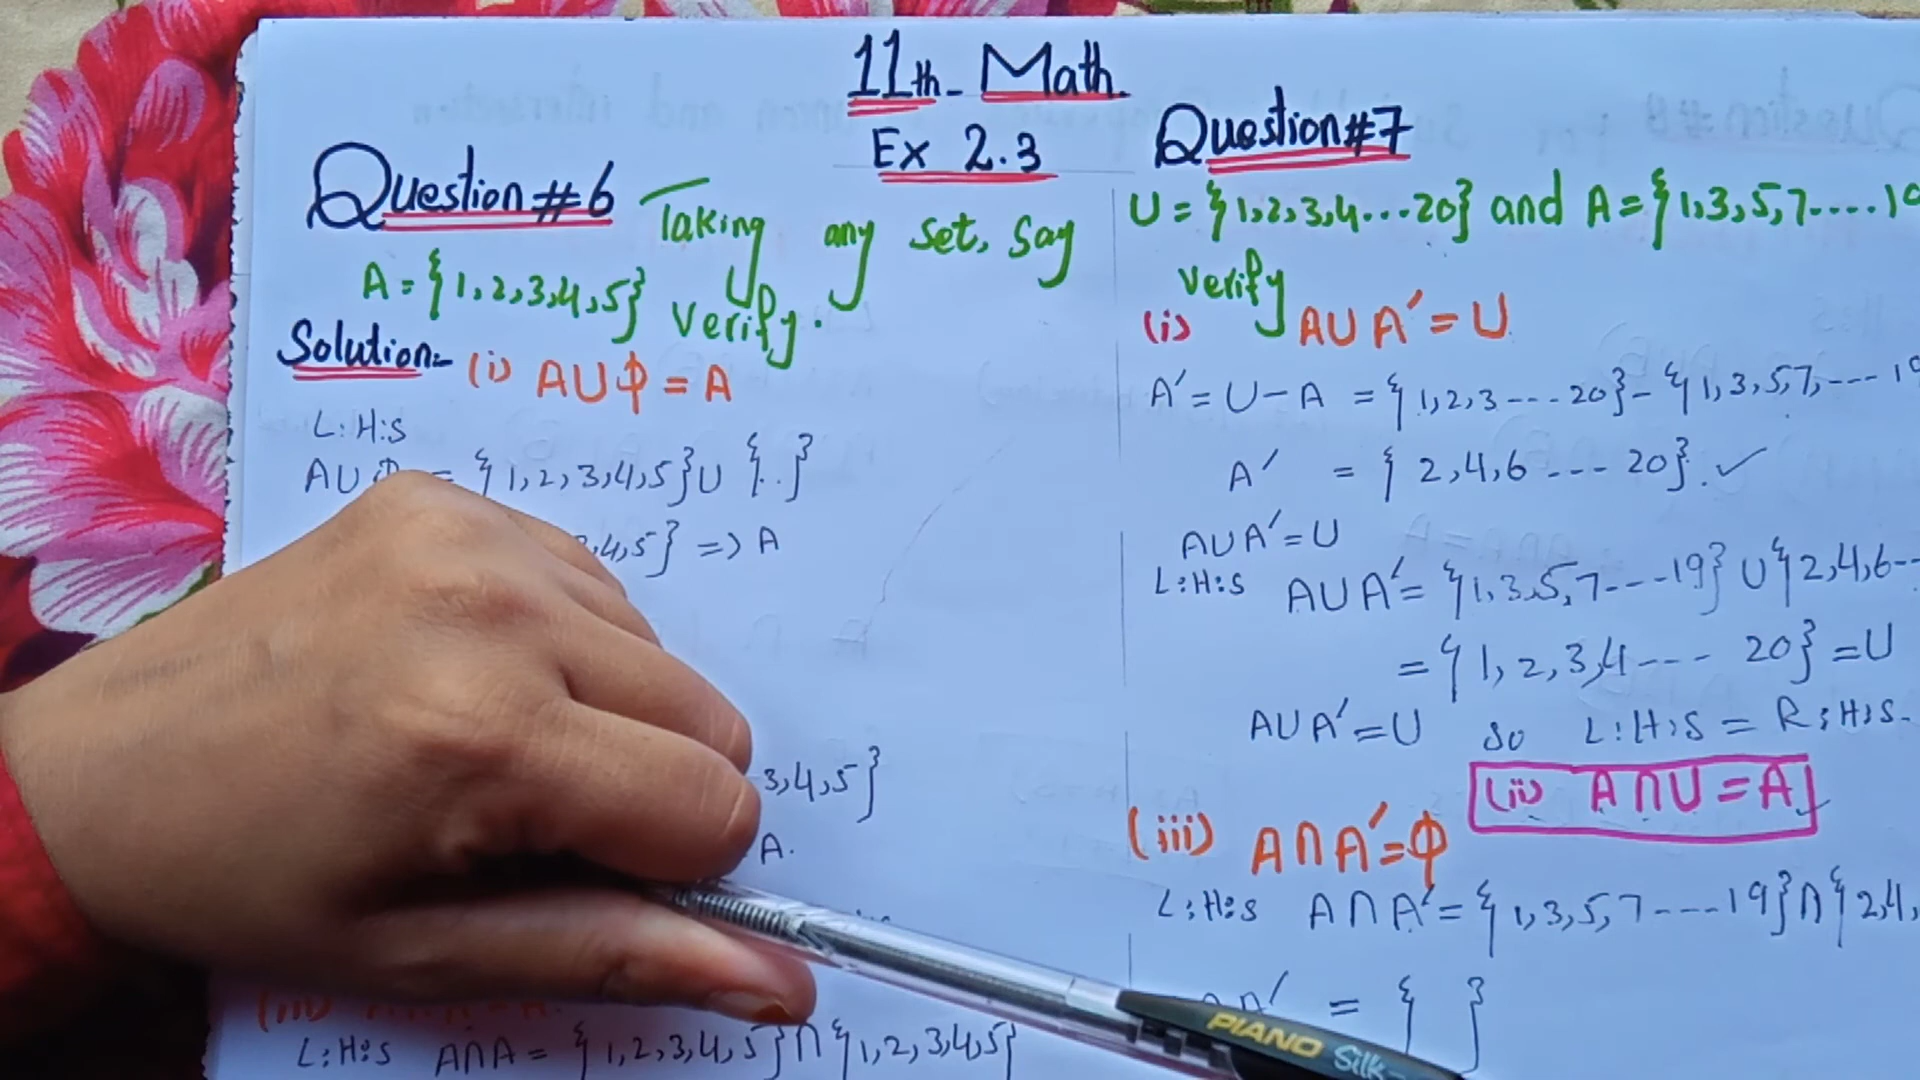 11th - Math.
Ex 2.3
Question #6 Taking any set, say
A = {1,2,3,4,5} verify.
Solution:- (i) A∪Φ = A
L:H:S
A∪Φ = {1,2,3,4,5}∪ {..}
,4,5} => A
3,4,5}
A.
L:H:S A∩A = {1,2,3,4,5}∩{1,2,3,4,5}
Question#7
U = {1,2,3,4...20} and A = {1,3,5,7....19
verify
(i) A∪A′ = U
A′ = U - A = {1,2,3 ---- 20} - {1,3,5,7, ---- 19
A′ = {2,4,6 --- 20}. ✓
A∪A′ = U
L:H:S A∪A′ = {1,3,5,7----19} ∪{2,4,6--
= {1,2,3,4--- 20} = U
A∪A′ = U so L:H:S = R:H:S.
(ii) A∩U = A
(iii) A∩A′ = Φ
L:H:S A∩A′ = {1,3,5,7----19}∩{2,4,
A′ = { }
PIANO Silk-